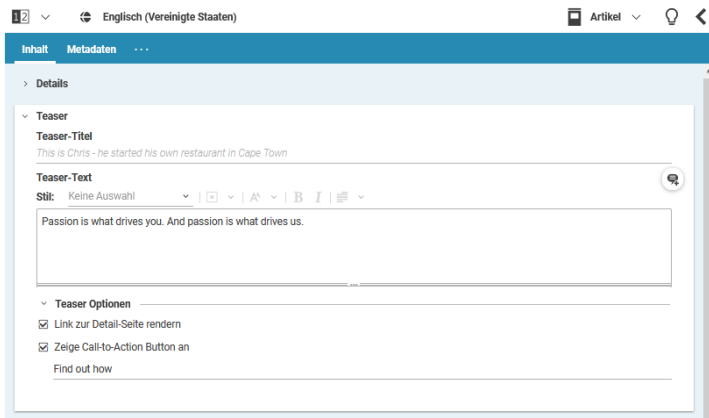 12 Englisch (Vereinigte Staaten) Artikel
Inhalt Metadaten ...
Details
Teaser
Teaser-Titel
This is Chris - he started his own restaurant in Cape Town
Teaser-Text
Stil: Keine Auswahl B I
Passion is what drives you. And passion is what drives us.
Teaser Optionen
Link zur Detail-Seite rendern
Zeige Call-to-Action Button an
Find out how